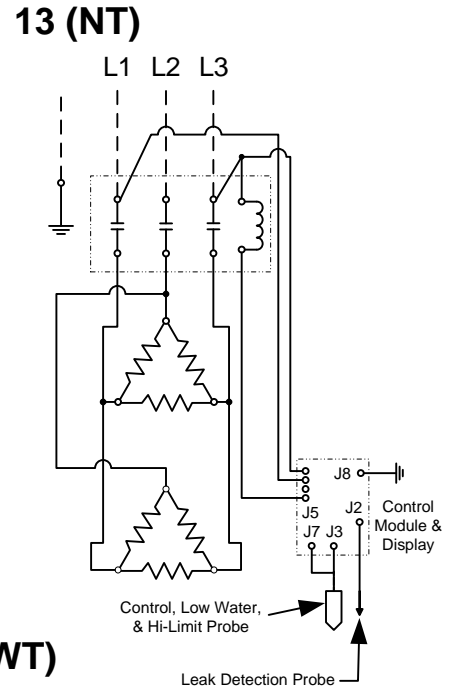 13 (NT)
L1 L2 L3
J8
J5
J2
Control
Module &
Display
J7 J3
Control, Low Water,
& Hi-Limit Probe
WT)
Leak Detection Probe